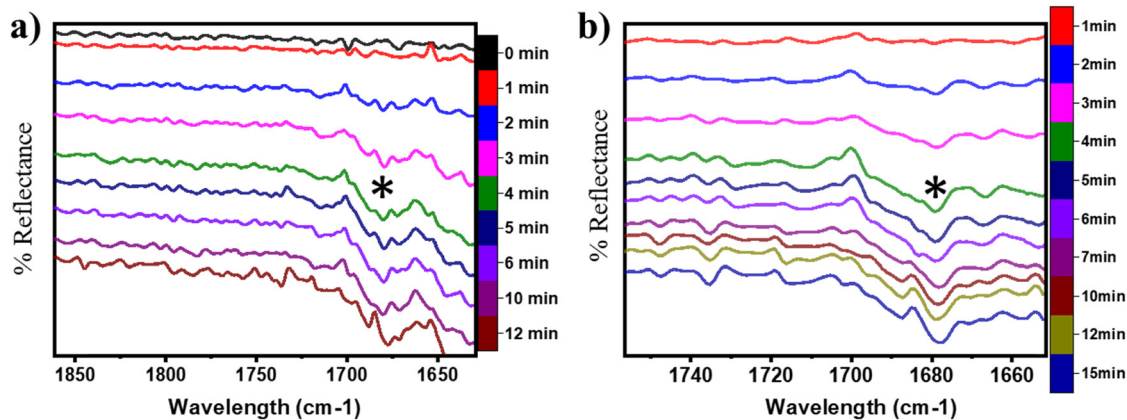 a)
% Reflectance
*
0 min
1 min
2 min
3 min
4 min
5 min
6 min
10 min
12 min
1850 1800 1750 1700 1650
Wavelength (cm-1)
b)
% Reflectance
*
1min
2min
3min
4min
5min
6min
7min
10min
12min
15min
1740 1720 1700 1680 1660
Wavelength (cm-1)